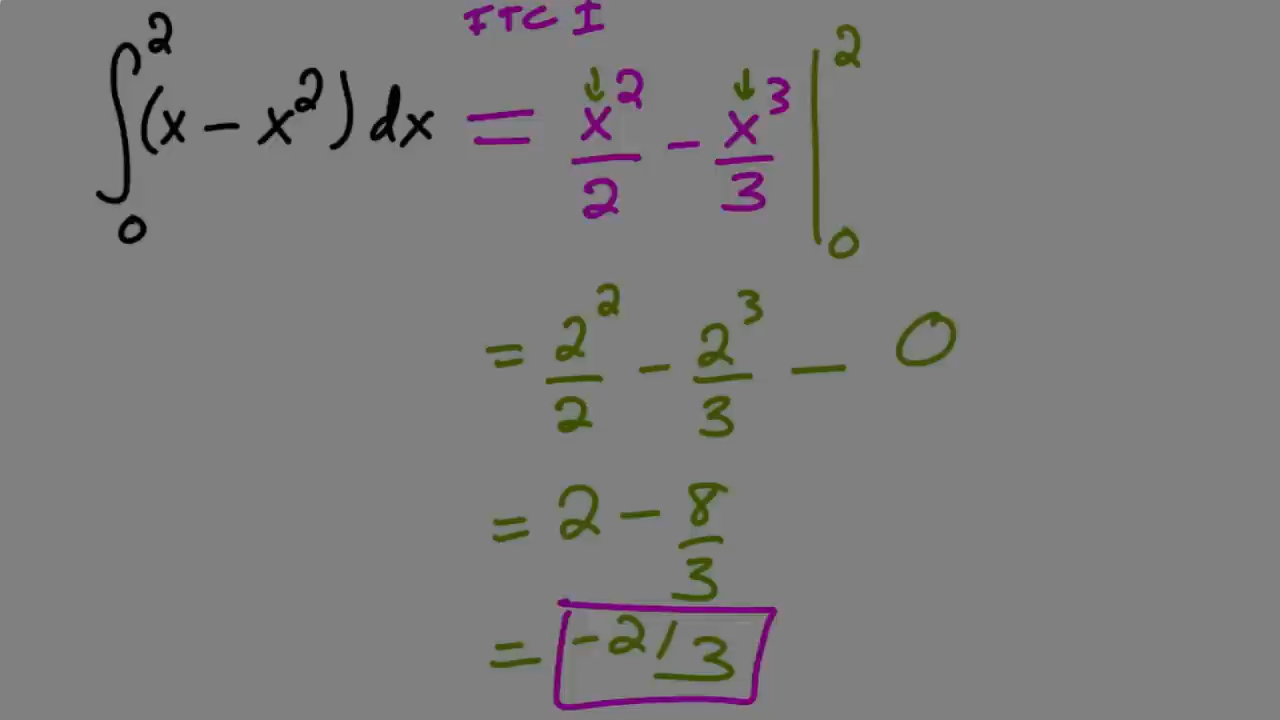 FTC I
∫₀² (x - x²) dx = x²/2 - x³/3 |₀²
= 2²/2 - 2³/3 - 0
= 2 - 8/3
= -2/3